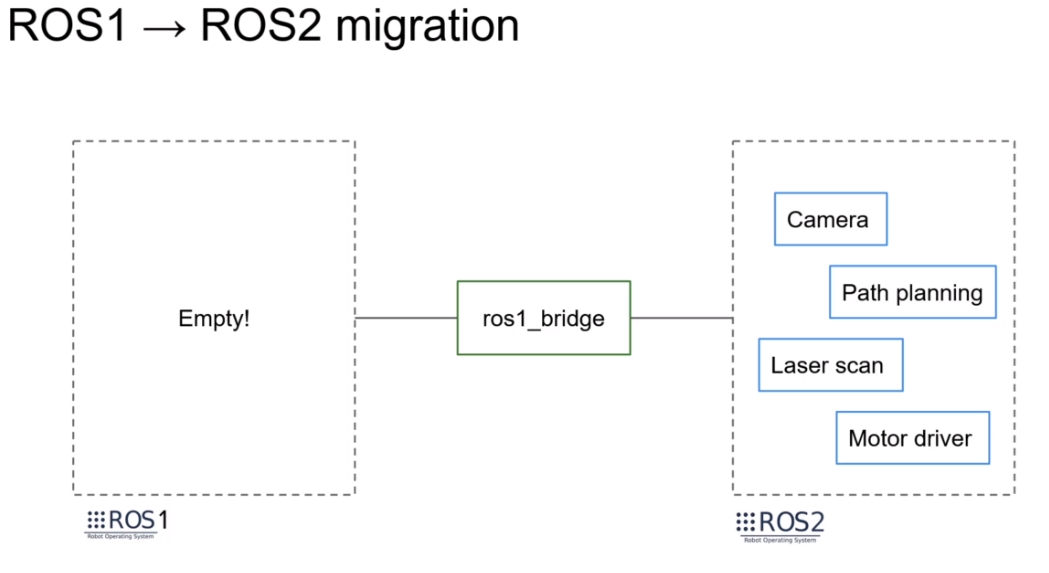 ROS1 → ROS2 migration
Empty!
ros1_bridge
Camera
Path planning
Laser scan
Motor driver
ROS1
Robot Operating System
ROS2
Robot Operating System